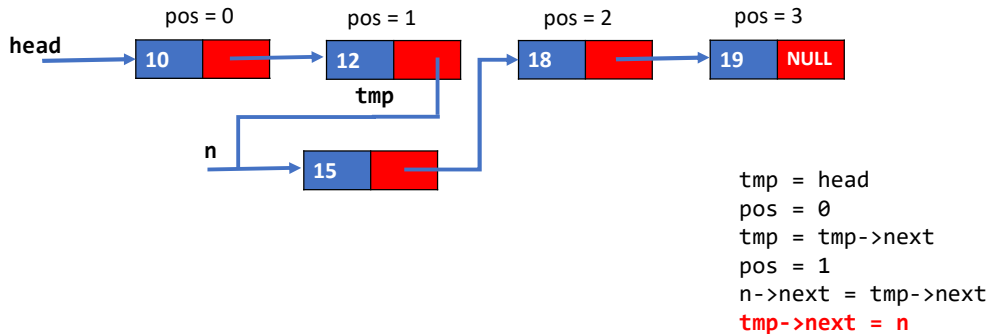 pos = 0 pos = 1 pos = 2 pos = 3
head
10 12 18 19 NULL
tmp
n
15
tmp = head
pos = 0
tmp = tmp->next
pos = 1
n->next = tmp->next
tmp->next = n